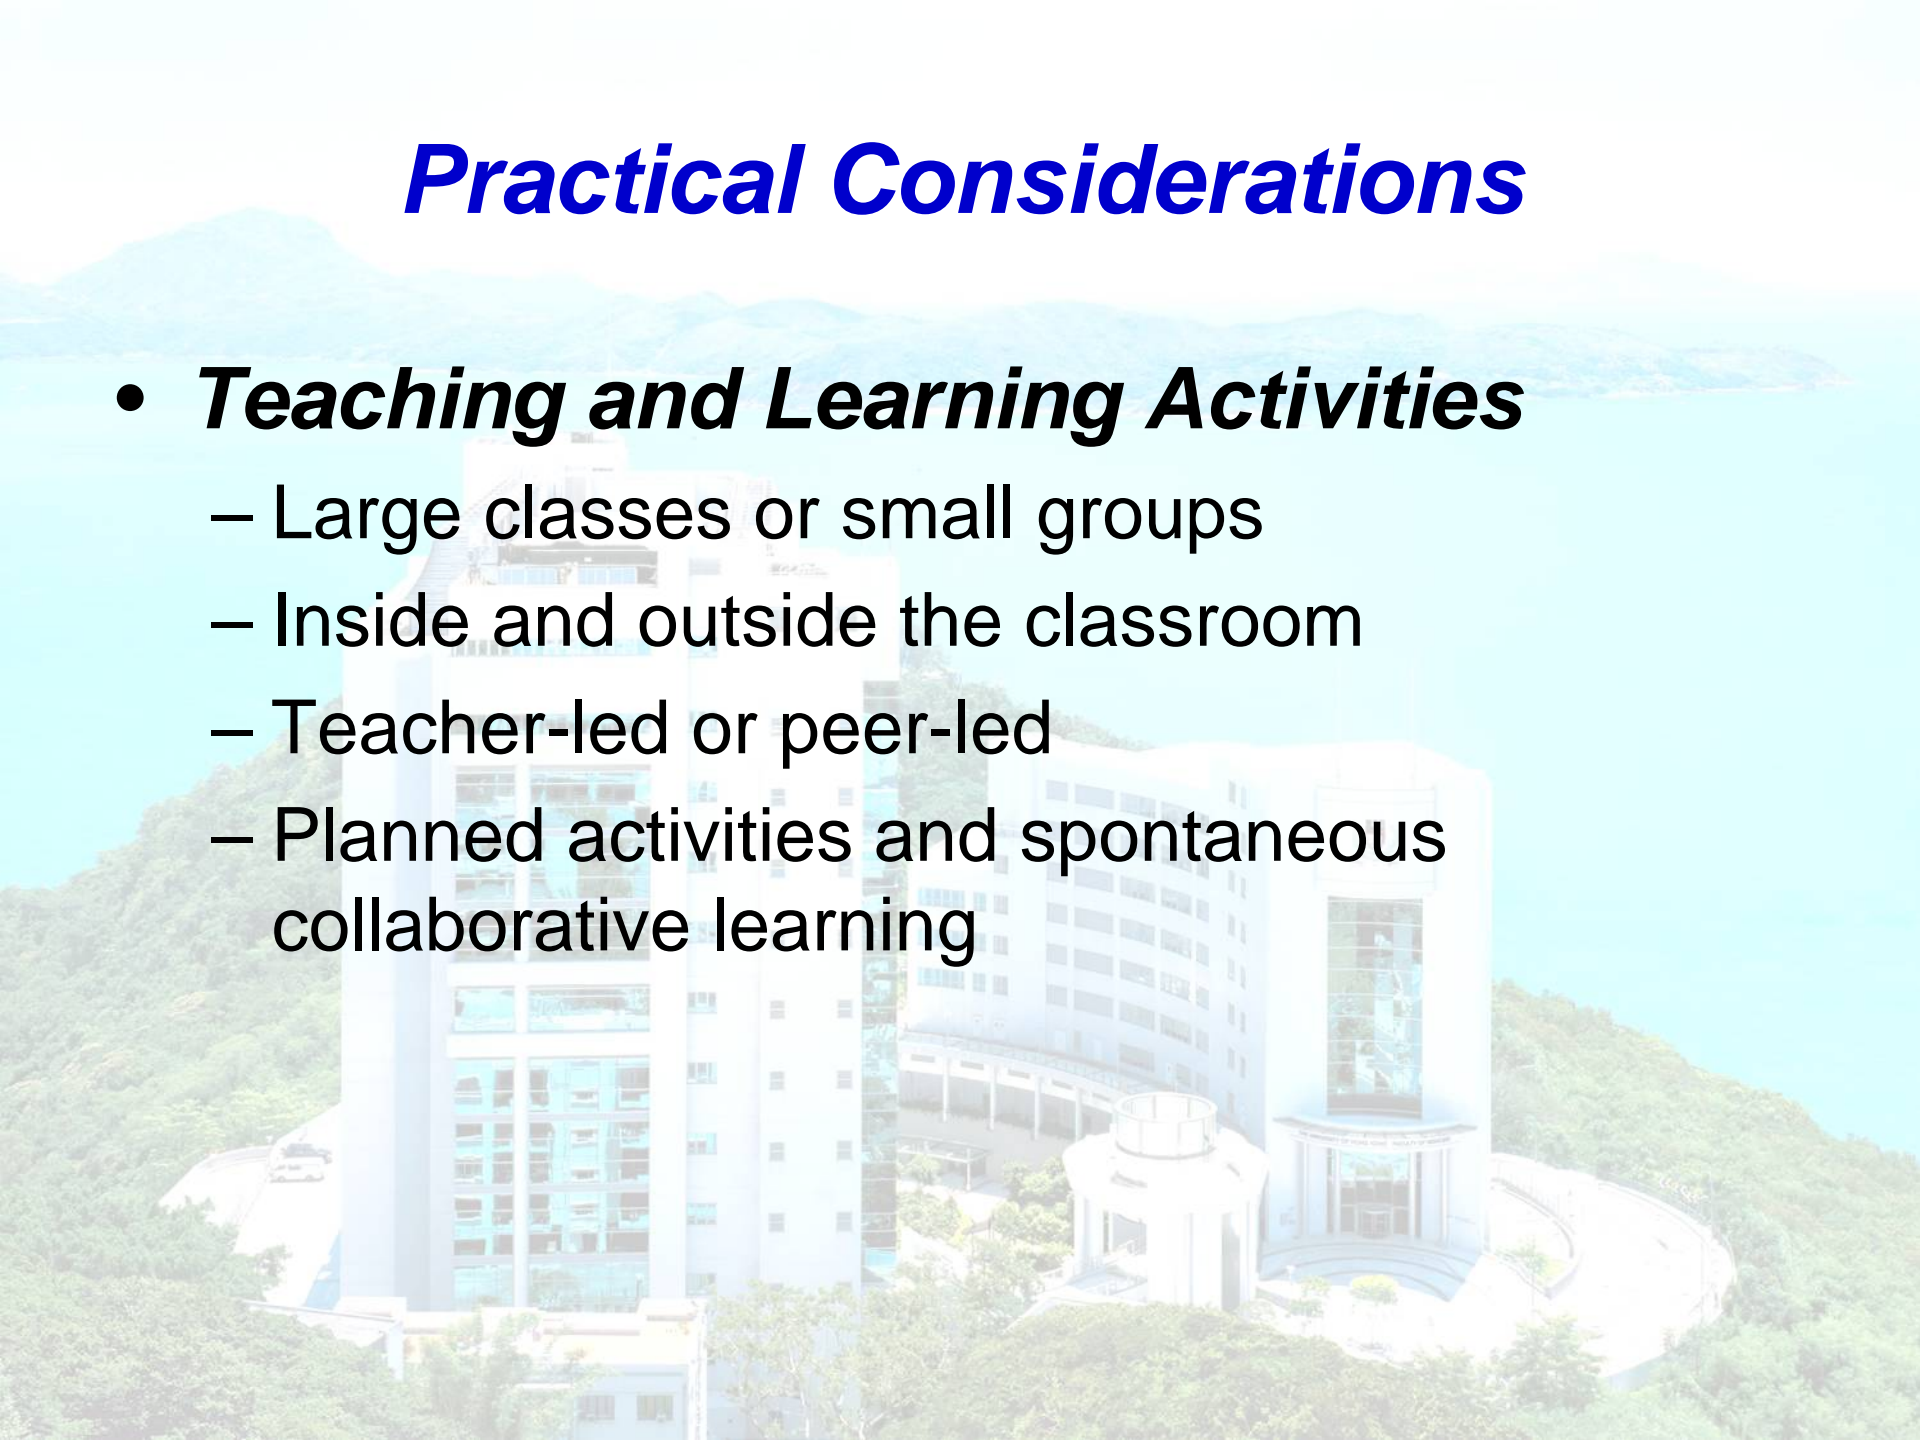 Practical Considerations
• Teaching and Learning Activities
– Large classes or small groups
– Inside and outside the classroom
– Teacher-led or peer-led
– Planned activities and spontaneous
collaborative learning